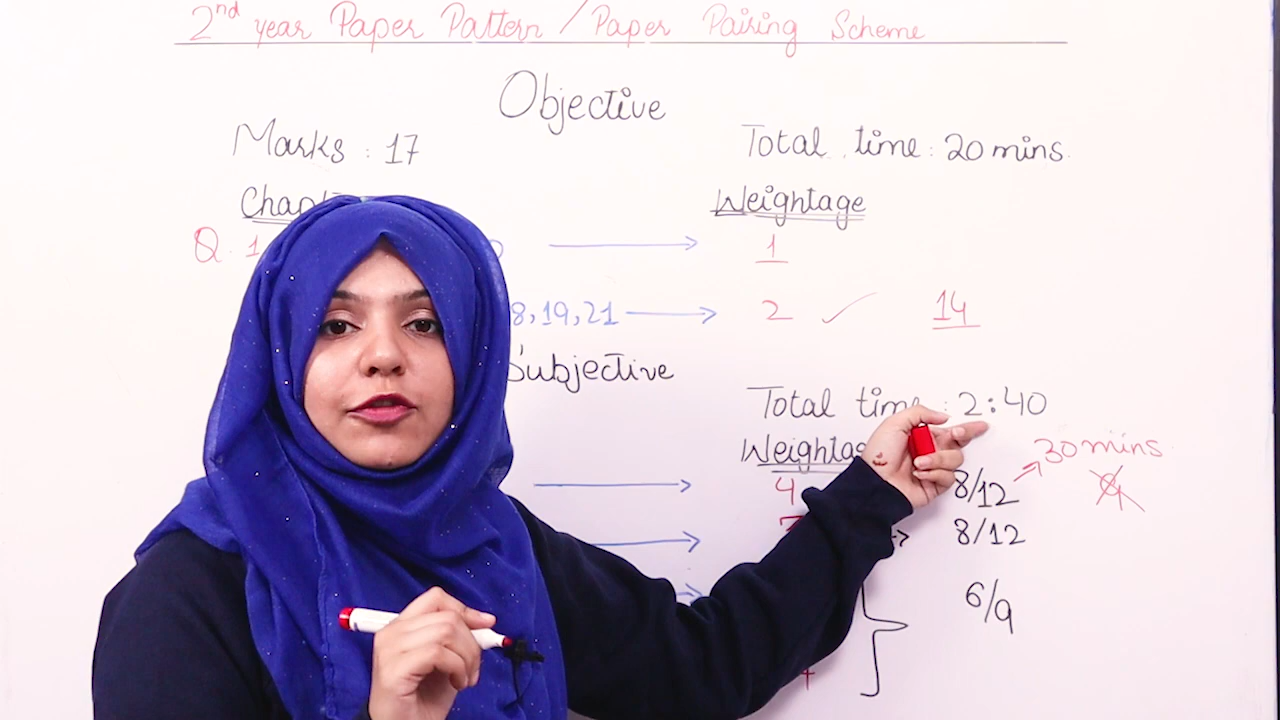 2nd year Paper Pattern / Paper Pairing Scheme
Objective
Marks : 17 Total time : 20 mins.
Weightage
Q. 1 1
8,19,21 2 ✓ 14
Subjective
Total time : 2:40
30 mins
4 8/12
8/12
6/9